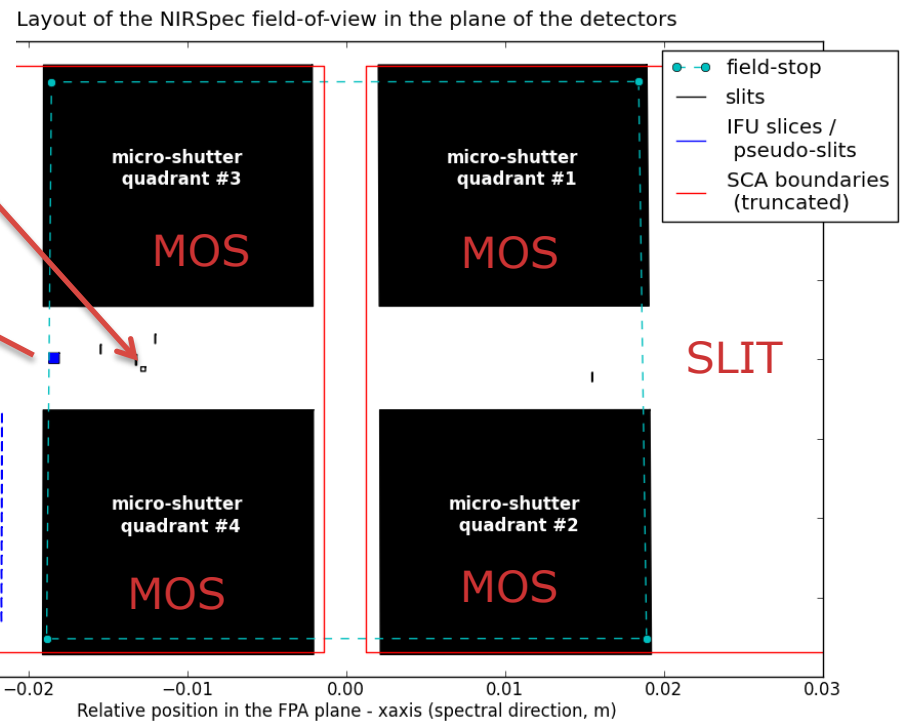 Layout of the NIRSpec field-of-view in the plane of the detectors
field-stop
slits
IFU slices /
pseudo-slits
SCA boundaries
(truncated)
micro-shutter
quadrant #3
MOS
micro-shutter
quadrant #1
MOS
SLIT
micro-shutter
quadrant #4
MOS
micro-shutter
quadrant #2
MOS
−0.02 −0.01 0.00 0.01 0.02 0.03
Relative position in the FPA plane - xaxis (spectral direction, m)